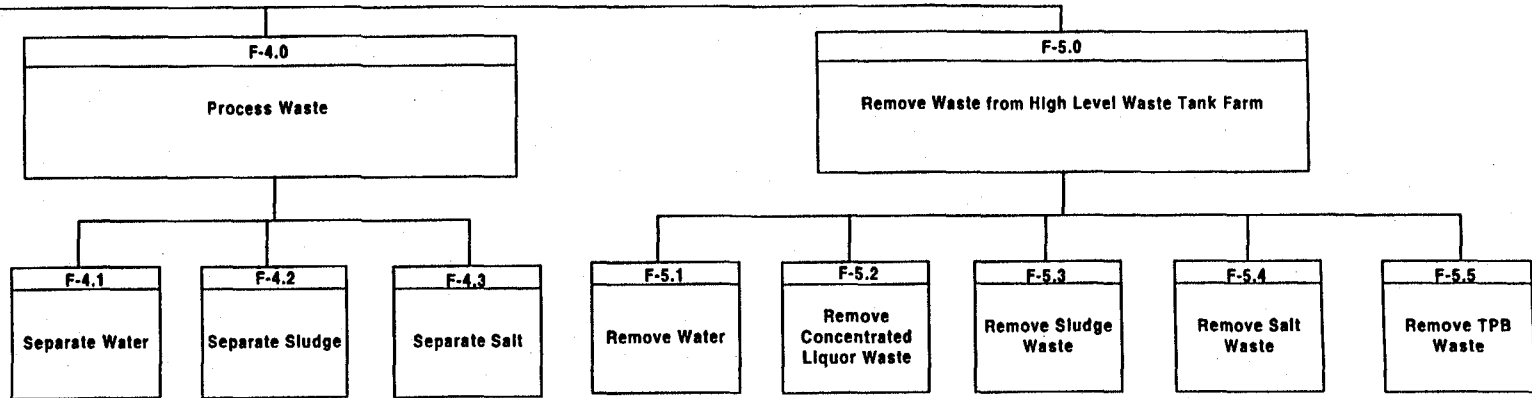 F-4.0
Process Waste
F-5.0
Remove Waste from High Level Waste Tank Farm
F-4.1
Separate Water
F-4.2
Separate Sludge
F-4.3
Separate Salt
F-5.1
Remove Water
F-5.2
Remove
Concentrated
Liquor Waste
F-5.3
Remove Sludge
Waste
F-5.4
Remove Salt
Waste
F-5.5
Remove TPB
Waste